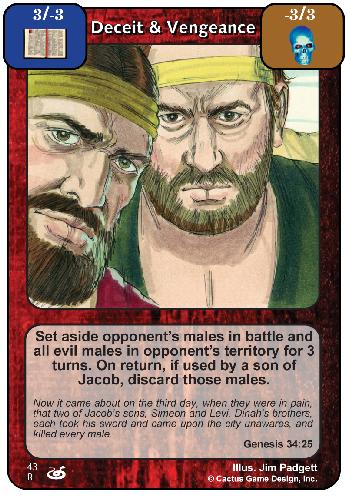 3/-3
Deceit & Vengeance
-3/3
Set aside opponent's males in battle and
all evil males in opponent's territory for 3
turns. On return, if used by a son of
Jacob, discard those males.
Now it came about on the third day, when they were in pain,
that two of Jacob's sons, Simeon and Levi, Dinah's brothers,
each took his sword and came upon the city unawares, and
killed every male.
Genesis 34:25
43
R
Illus. Jim Padgett
© Cactus Game Design, Inc.